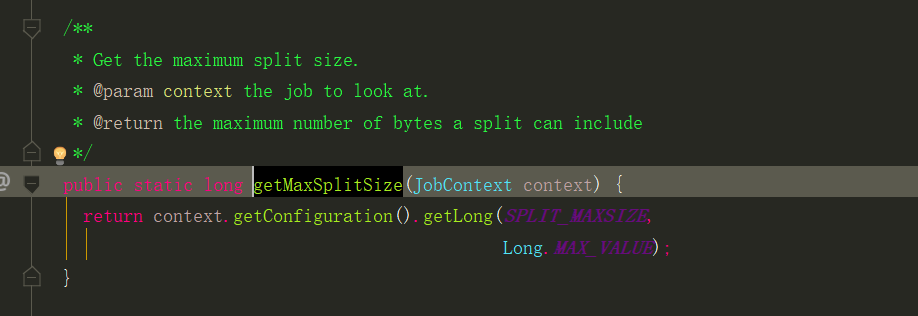 /**
* Get the maximum split size.
* @param context the job to look at.
* @return the maximum number of bytes a split can include
*/
public static long getMaxSplitSize(JobContext context) {
return context.getConfiguration().getLong(SPLIT_MAXSIZE,
Long.MAX_VALUE);
}